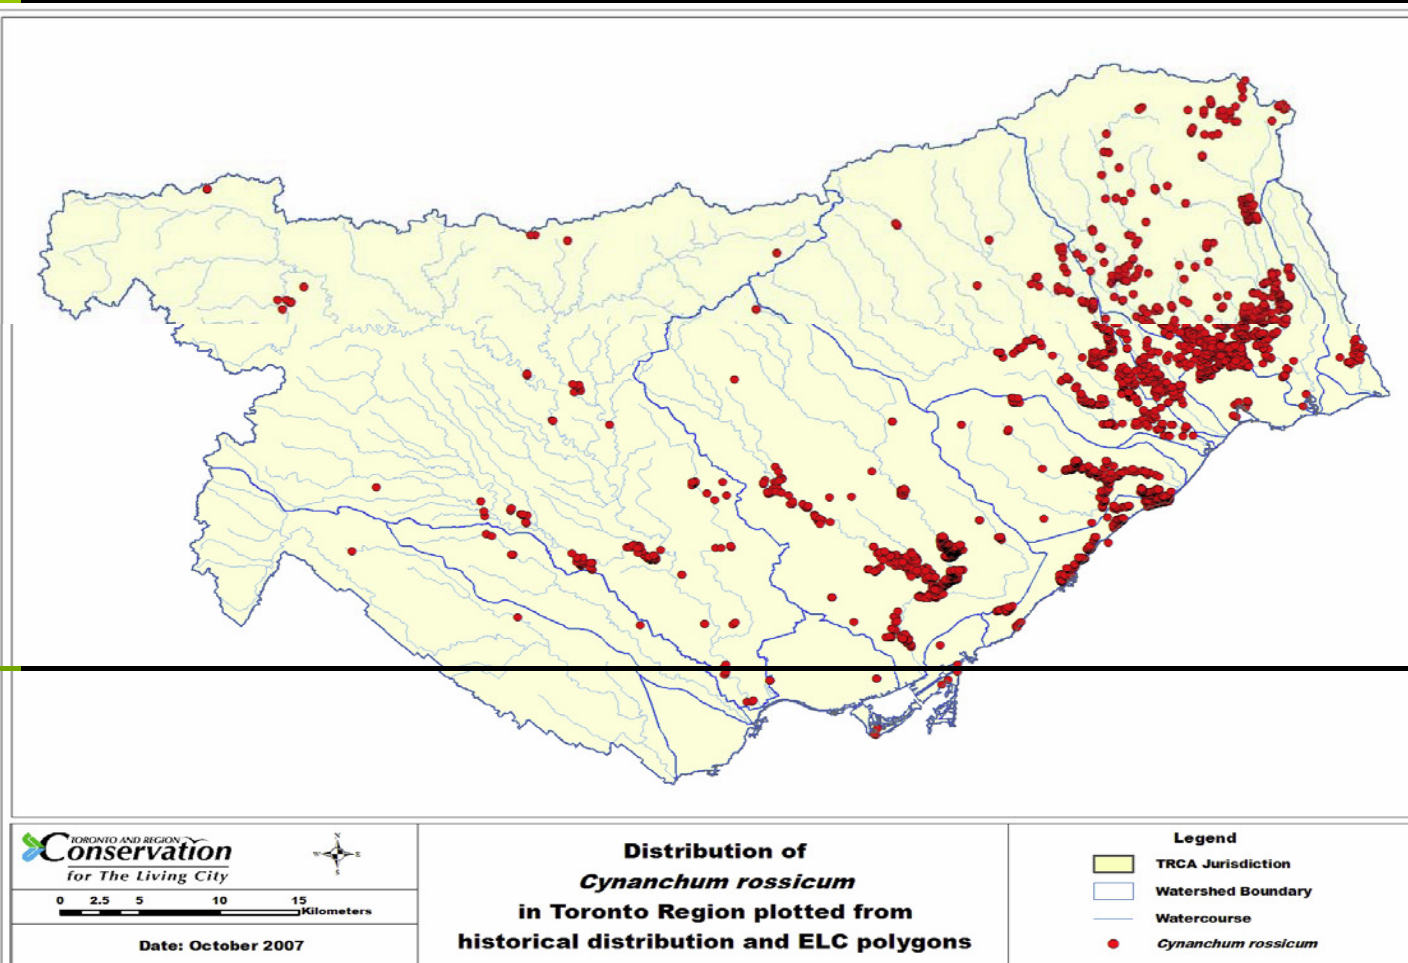 TORONTO AND REGION
Conservation
for The Living City
N
W E
S
0 2.5 5 10 15
Kilometers
Date: October 2007
Distribution of
Cynanchum rossicum
in Toronto Region plotted from
historical distribution and ELC polygons
Legend
TRCA Jurisdiction
Watershed Boundary
Watercourse
Cynanchum rossicum